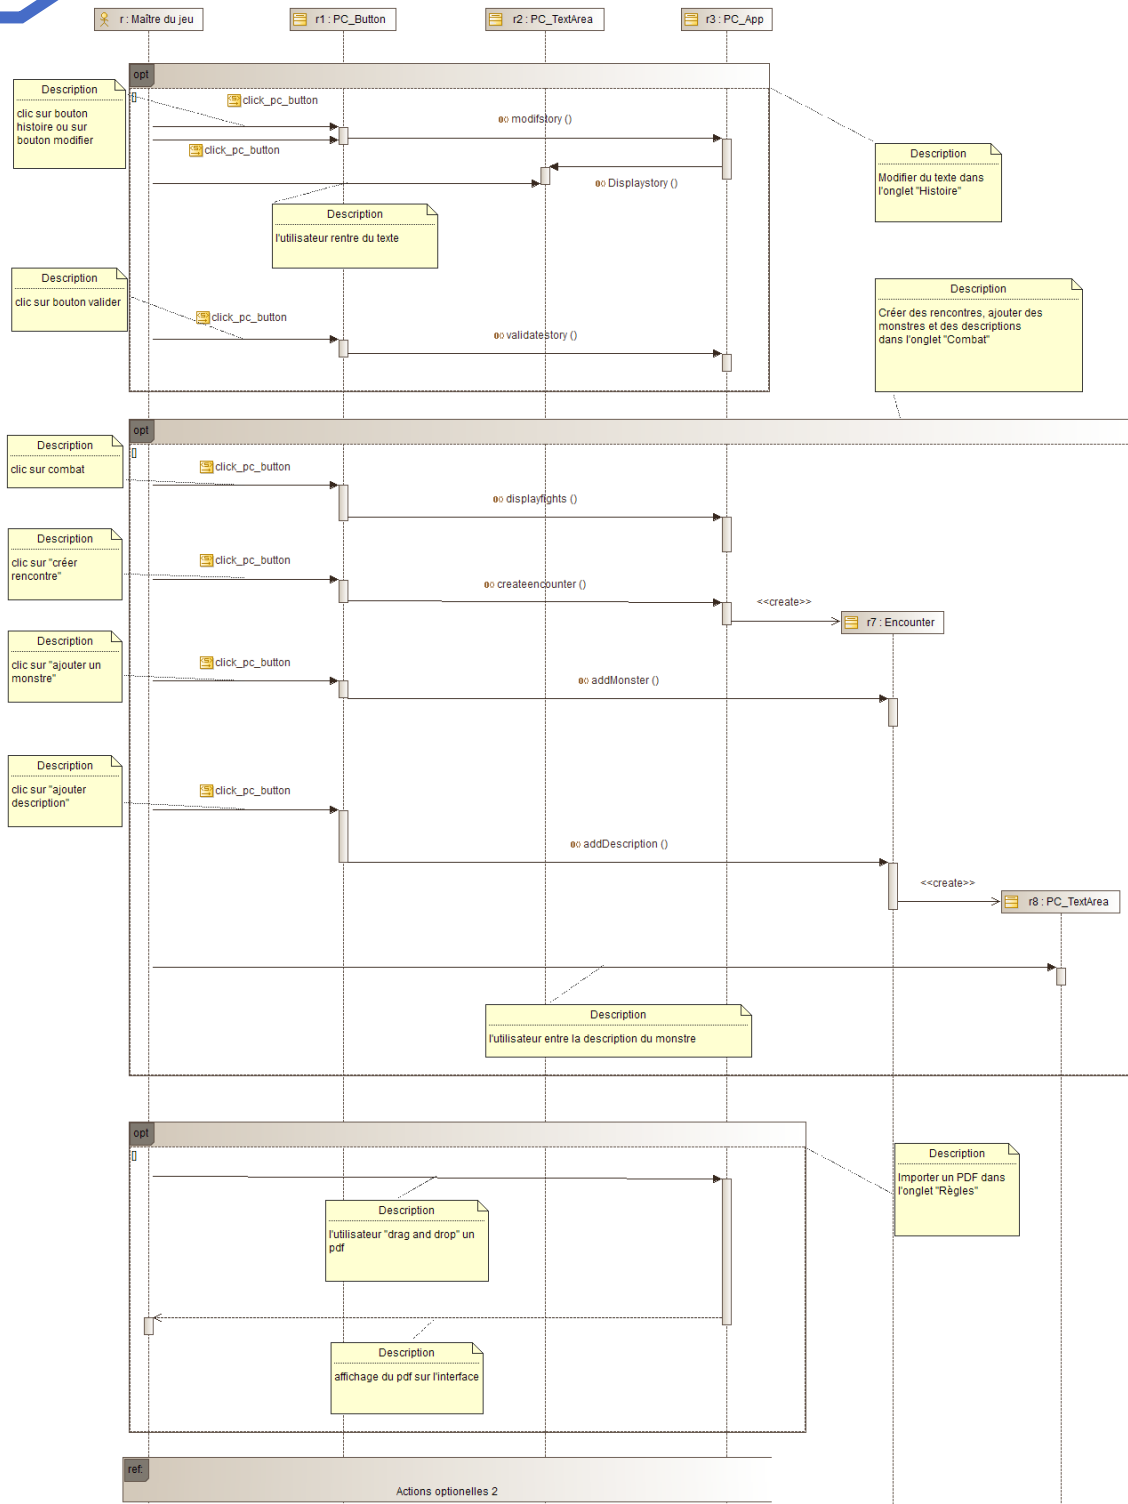 r : Maître du jeu
r1 : PC_Button
r2 : PC_TextArea
r3 : PC_App
opt
[]
Description
clic sur bouton
histoire ou sur
bouton modifier
click_pc_button
modifstory ()
click_pc_button
Displaystory ()
Description
Modifier du texte dans
l'onglet "Histoire"
Description
l'utilisateur rentre du texte
Description
clic sur bouton valider
click_pc_button
validatestory ()
Description
Créer des rencontres, ajouter des
monstres et des descriptions
dans l'onglet "Combat"
opt
[]
Description
clic sur combat
click_pc_button
displayfights ()
Description
clic sur "créer
rencontre"
click_pc_button
createencounter ()
<<create>>
r7 : Encounter
Description
clic sur "ajouter un
monstre"
click_pc_button
addMonster ()
Description
clic sur "ajouter
description"
click_pc_button
addDescription ()
<<create>>
r8 : PC_TextArea
Description
l'utilisateur entre la description du monstre
opt
[]
Description
Importer un PDF dans
l'onglet "Règles"
Description
l'utilisateur "drag and drop" un
pdf
Description
affichage du pdf sur l'interface
ref:
Actions optionelles 2